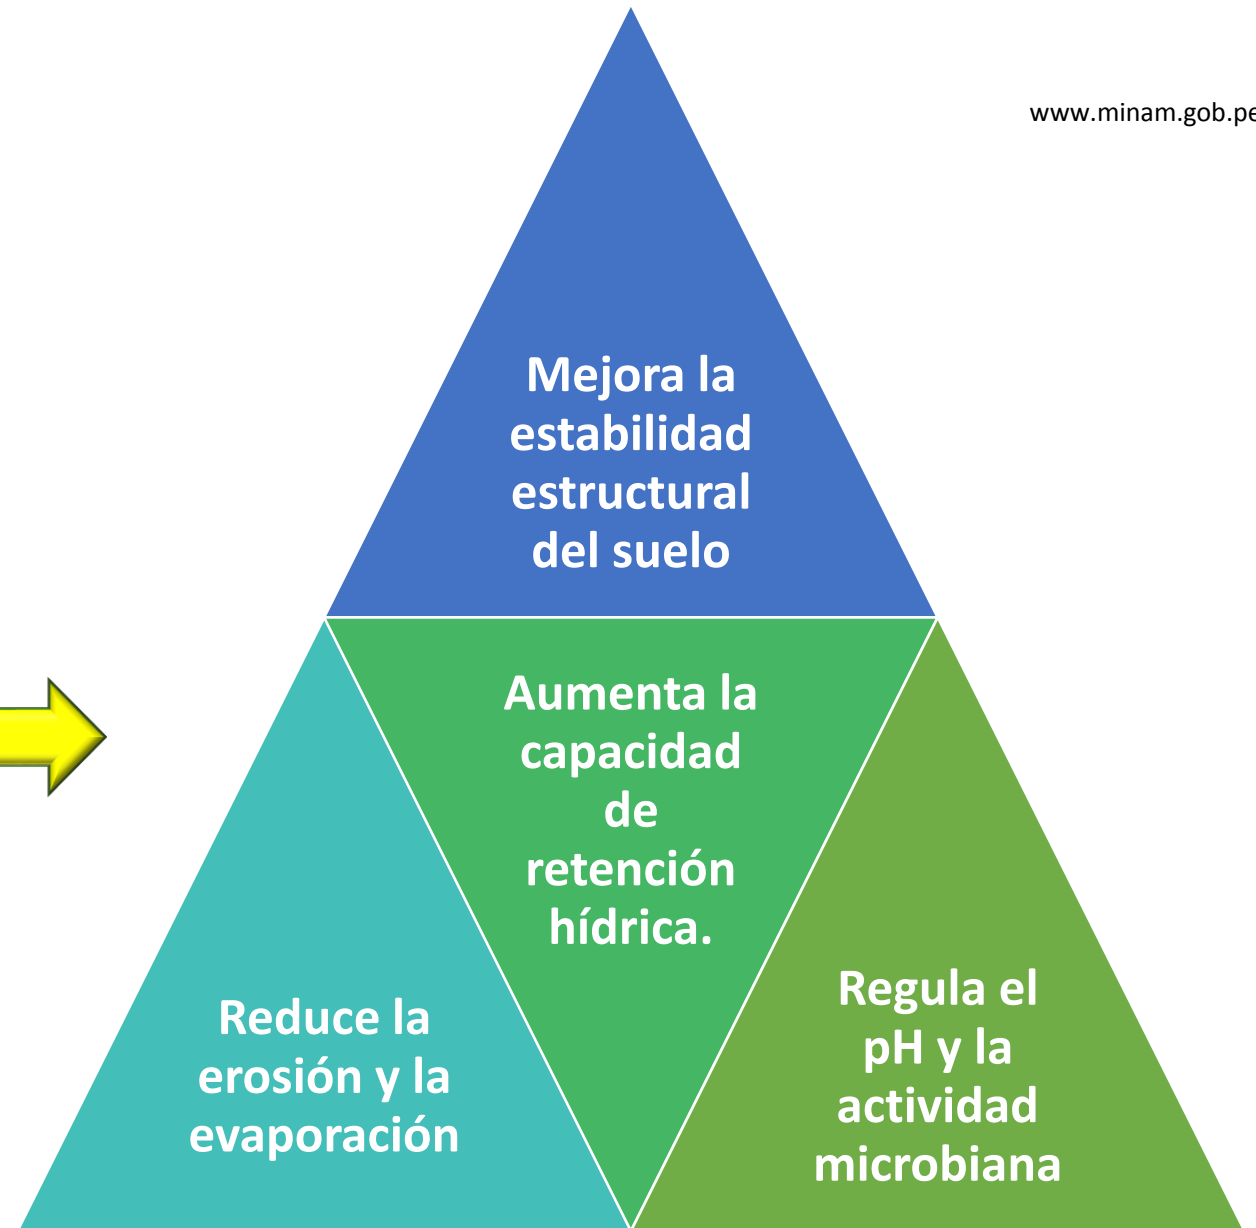 www.minam.gob.pe
Mejora la
estabilidad
estructural
del suelo
Aumenta la
capacidad
de
retención
hídrica.
Reduce la
erosión y la
evaporación
Regula el
pH y la
actividad
microbiana